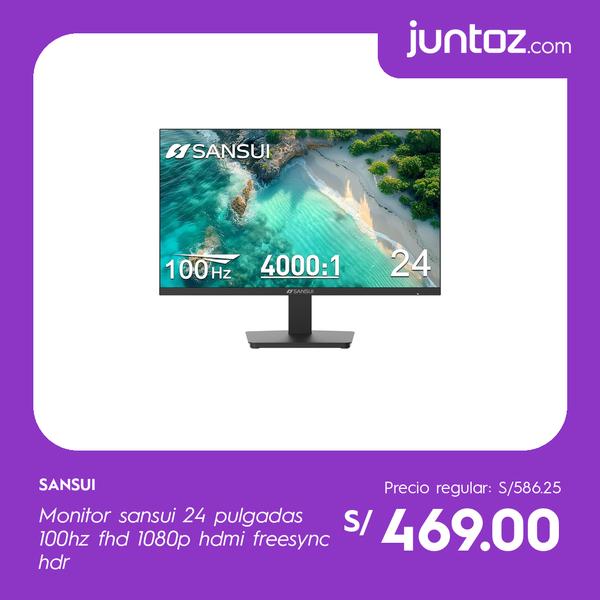 juntoz.com
SANSUI
100Hz
4000:1
24
SANSUI
SANSUI
Monitor sansui 24 pulgadas
100hz fhd 1080p hdmi freesync
hdr
Precio regular: S/586.25
S/ 469.00